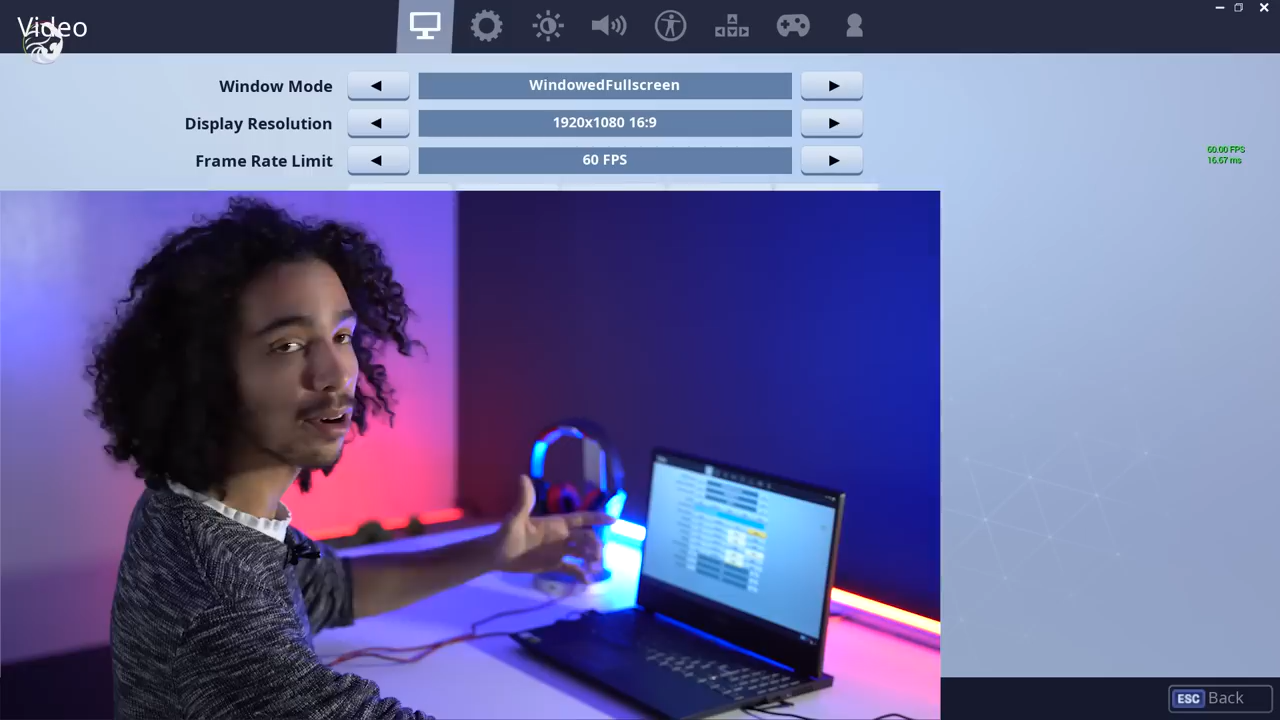 Video
Window Mode
WindowedFullscreen
Display Resolution
1920x1080 16:9
Frame Rate Limit
60 FPS
60.00 FPS
16.67 ms
ESC Back